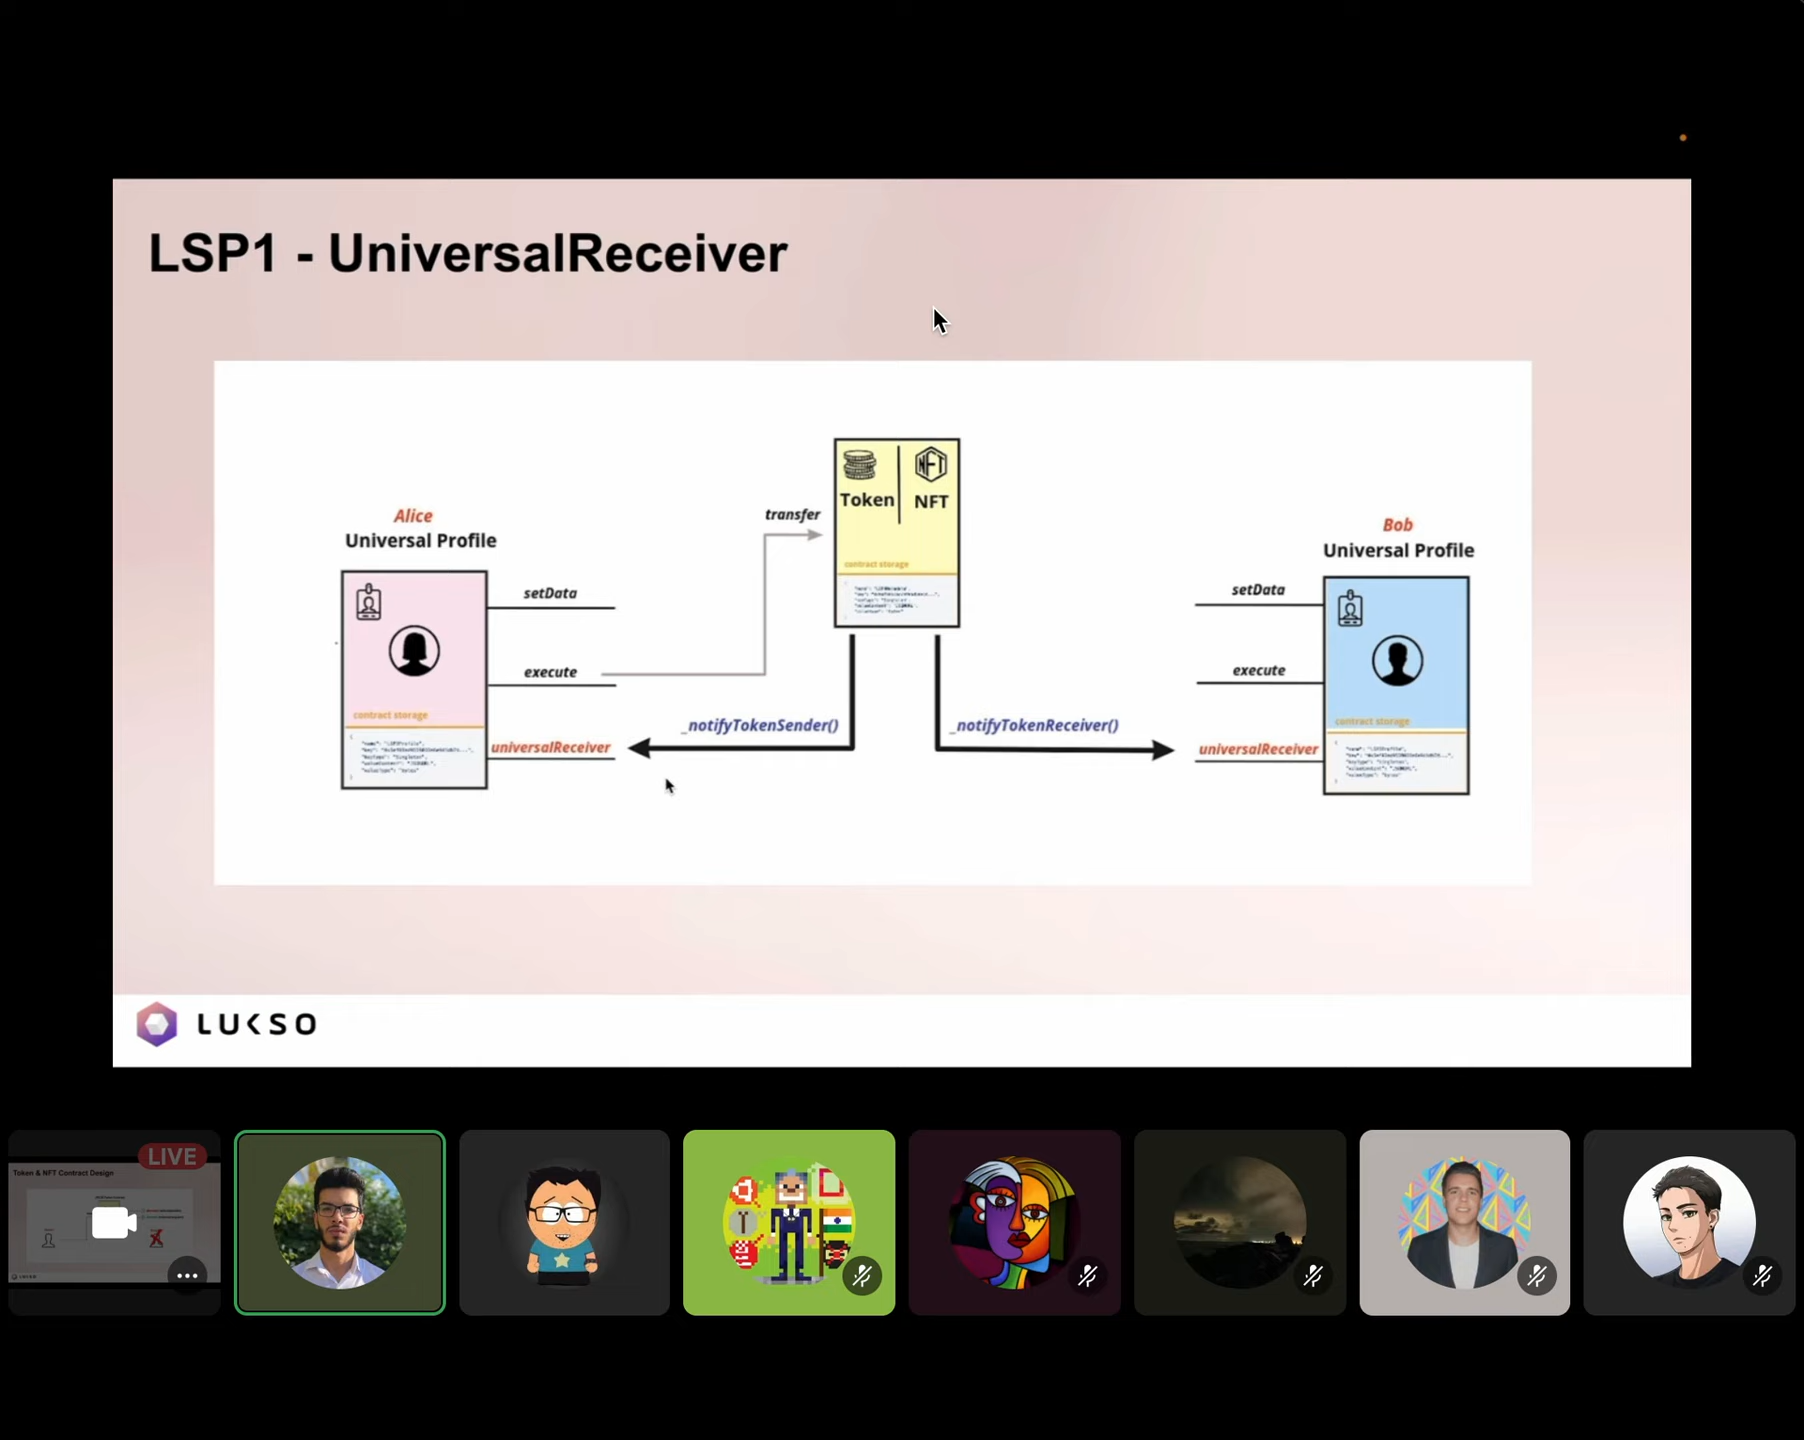 LSP1 - UniversalReceiver
Token
NFT
NFT
transfer
contract storage
Alice
Universal Profile
setData
execute
contract storage
universalReceiver
_notifyTokenSender()
_notifyTokenReceiver()
Bob
Universal Profile
setData
execute
contract storage
universalReceiver
LUKSO
LIVE
Token & NFT Contract Design